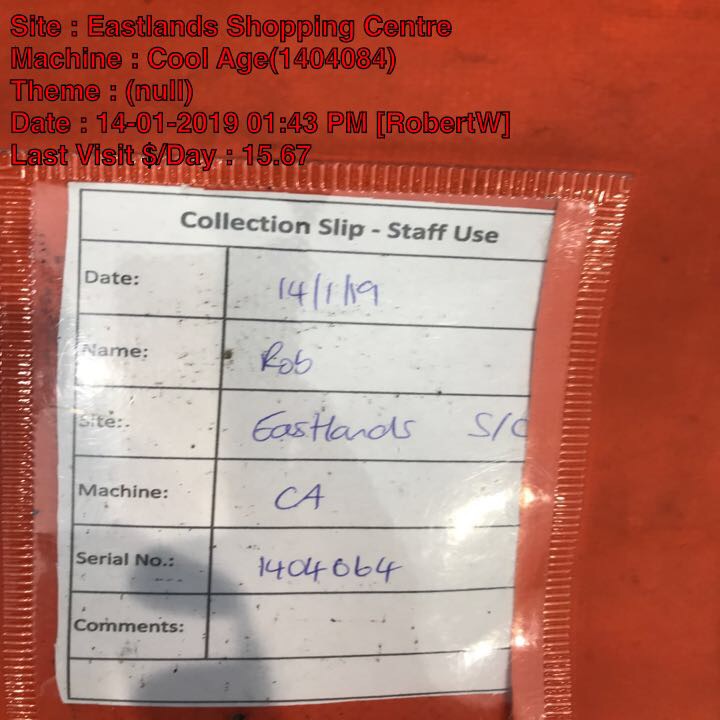 Site : Eastlands Shopping Centre
Machine : Cool Age(1404084)
Theme : (null)
Date : 14-01-2019 01:43 PM [RobertW]
Last Visit $/Day : 15.67
Collection Slip - Staff Use
Date: 14/1/19
Name: Rob
Site:. Eastlands S/C
Machine: CA
Serial No.: 1404064
Comments: